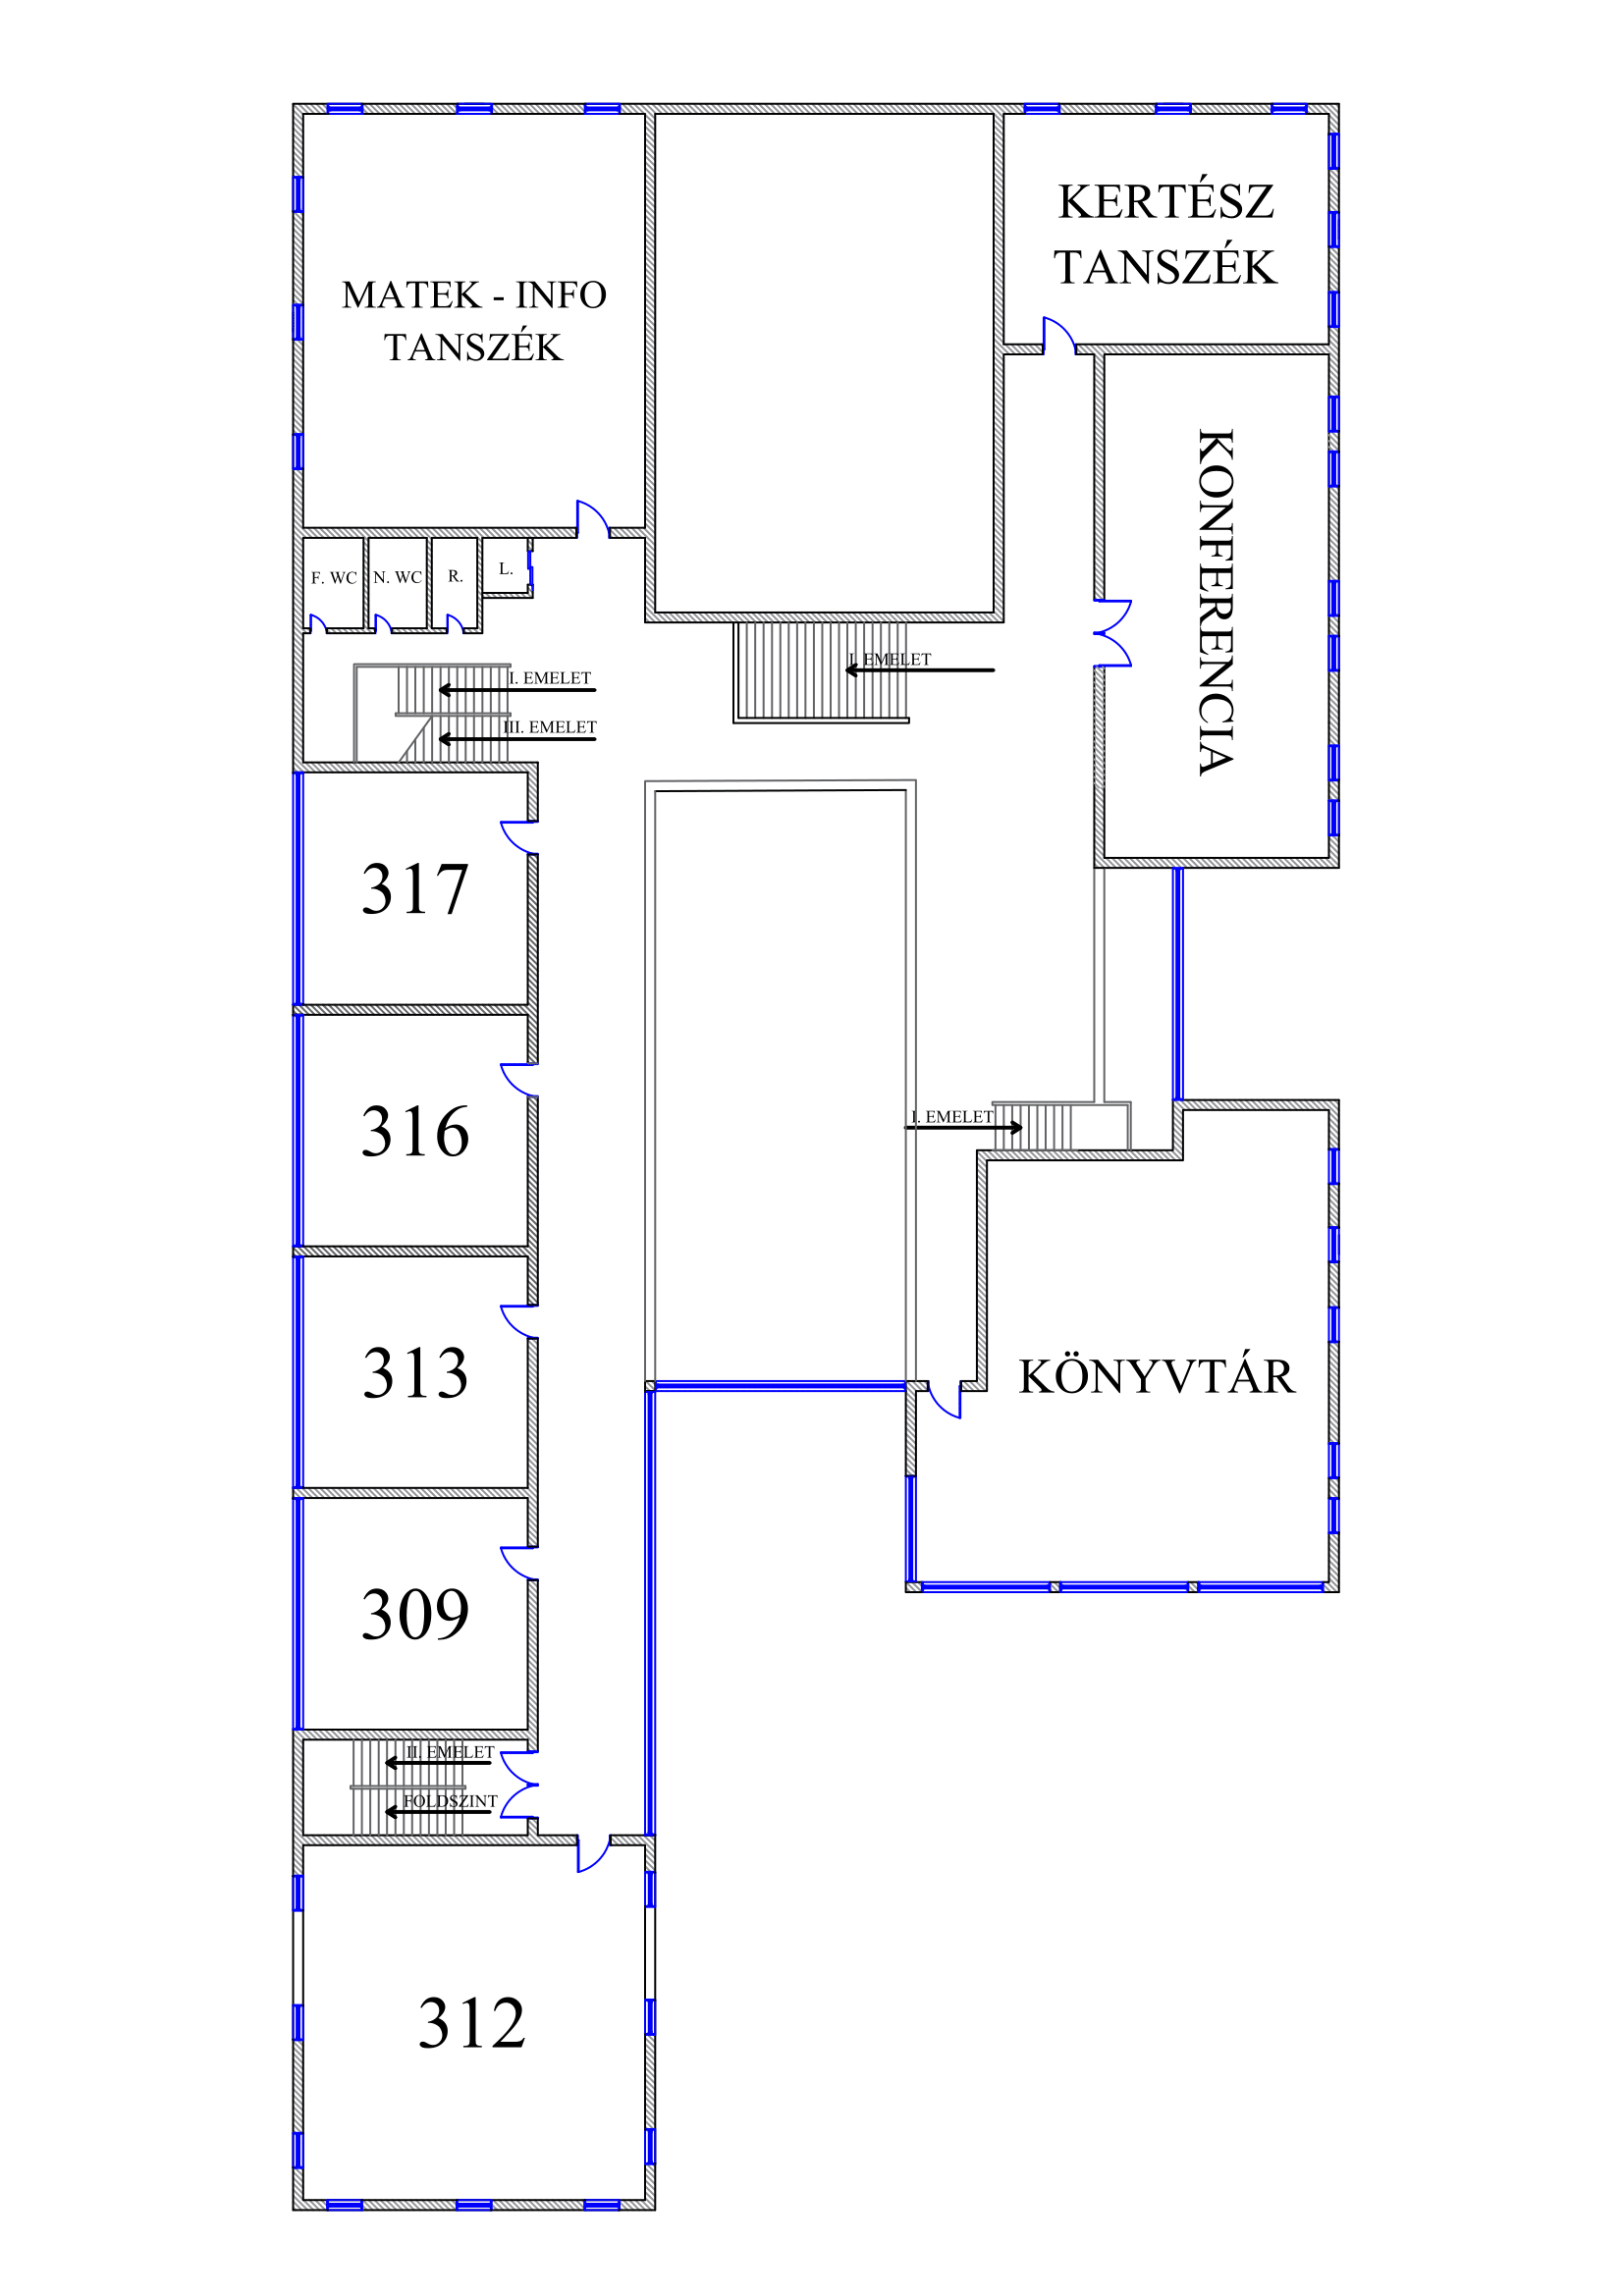 KERTÉSZ
TANSZÉK
MATEK - INFO
TANSZÉK
KONFERENCIA
F. WC
N. WC
R.
L.
I. EMELET
I. EMELET
III. EMELET
317
316
I. EMELET
313
KÖNYVTÁR
309
II. EMELET
FÖLDSZINT
312